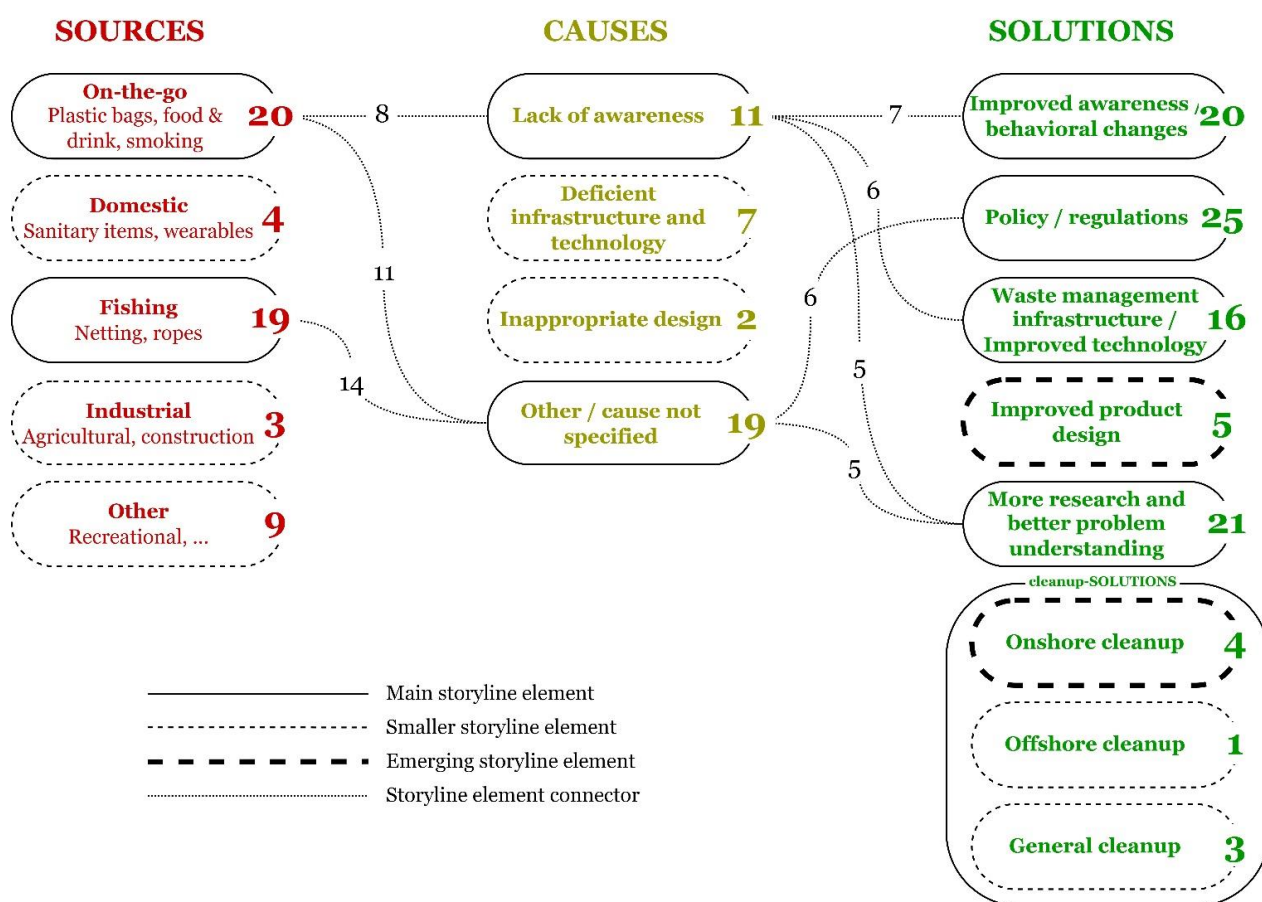 SOURCES
On-the-go
Plastic bags, food &
drink, smoking
20
Domestic
Sanitary items, wearables
4
Fishing
Netting, ropes
19
Industrial
Agricultural, construction
3
Other
Recreational, ...
9
8
11
14
CAUSES
Lack of awareness
11
Deficient
infrastructure and
technology
7
Inappropriate design
2
Other / cause not
specified
19
7
6
6
5
5
SOLUTIONS
Improved awareness /
behavioral changes
20
Policy / regulations
25
Waste management
infrastructure /
Improved technology
16
Improved product
design
5
More research and
better problem
understanding
21
cleanup-SOLUTIONS
Onshore cleanup
4
Offshore cleanup
1
General cleanup
3
Main storyline element
Smaller storyline element
Emerging storyline element
Storyline element connector